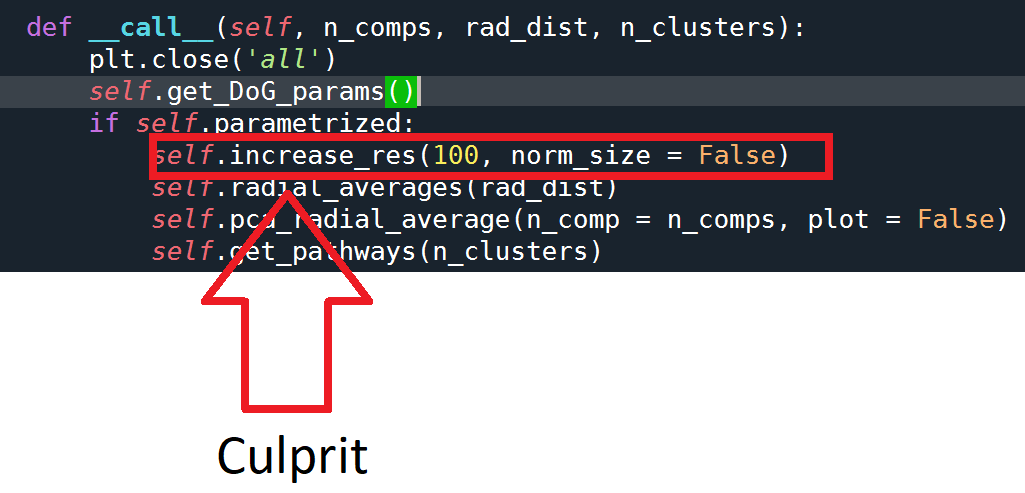 def __call__(self, n_comps, rad_dist, n_clusters):
    plt.close('all')
    self.get_DoG_params()
    if self.parametrized:
        self.increase_res(100, norm_size = False)
        self.radial_averages(rad_dist)
        self.pca_radial_average(n_comp = n_comps, plot = False)
        self.get_pathways(n_clusters)
Culprit